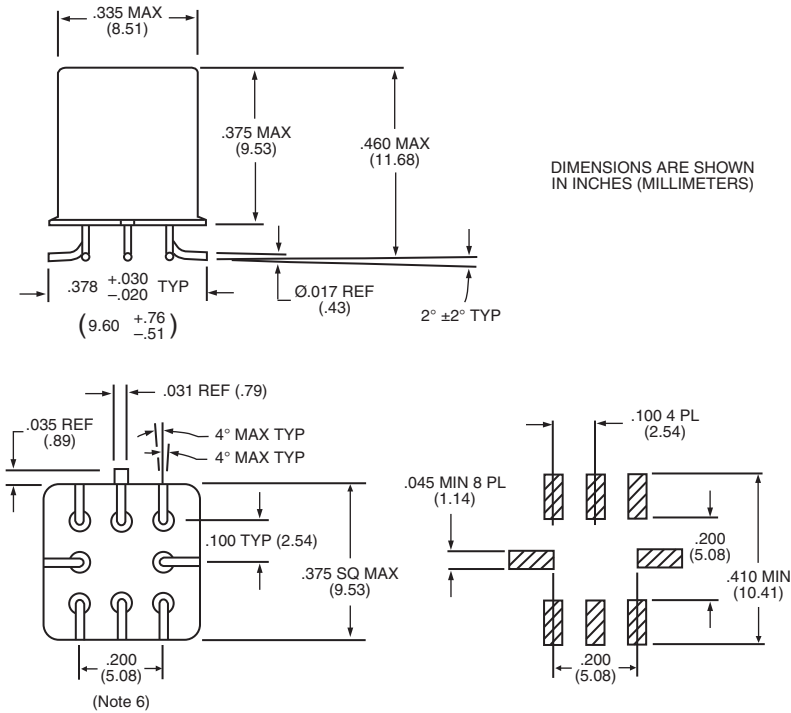 .335 MAX
(8.51)
.375 MAX
(9.53)
.460 MAX
(11.68)
DIMENSIONS ARE SHOWN
IN INCHES (MILLIMETERS)
.378 +.030 –.020 TYP
(9.60 +.76 –.51)
Ø.017 REF
(.43)
2° ±2° TYP
.031 REF (.79)
.035 REF
(.89)
4° MAX TYP
4° MAX TYP
.100 TYP (2.54)
.375 SQ MAX
(9.53)
.200
(5.08)
(Note 6)
.100 4 PL
(2.54)
.045 MIN 8 PL
(1.14)
.200
(5.08)
.410 MIN
(10.41)
.200
(5.08)